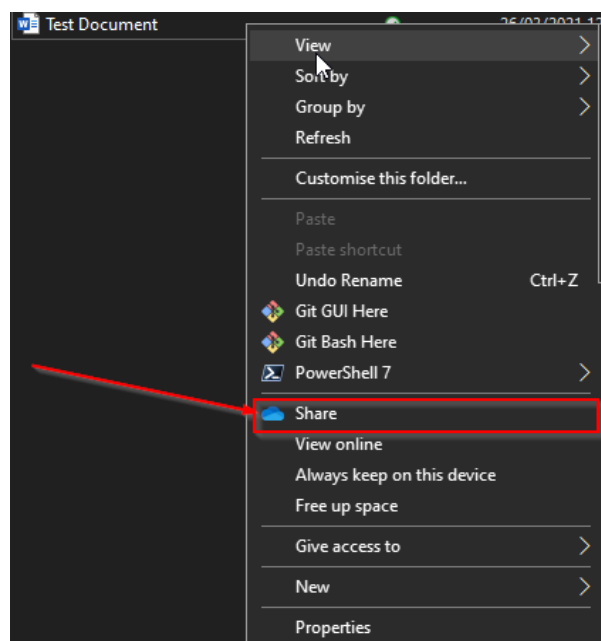 Test Document
View
Sort by
Group by
Refresh
Customise this folder...
Paste
Paste shortcut
Undo Rename Ctrl+Z
Git GUI Here
Git Bash Here
PowerShell 7
Share
View online
Always keep on this device
Free up space
Give access to
New
Properties